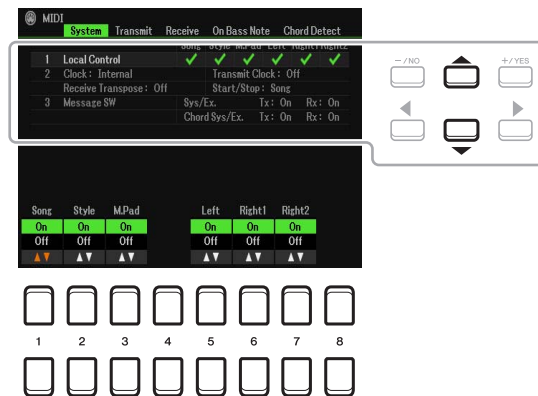 MIDI
System Transmit Receive On Bass Note Chord Detect
Song Style M.Pad Left Right1 Right2
1 Local Control
2 Clock : Internal Transmit Clock : Off
Receive Transpose : Off Start/Stop : Song
3 Message SW Sys/Ex. Tx : On Rx : On
Chord Sys/Ex. Tx : On Rx : On
−/NO +/YES
Song Style M.Pad Left Right1 Right2
On On On On On On
Off Off Off Off Off Off
1 2 3 4 5 6 7 8